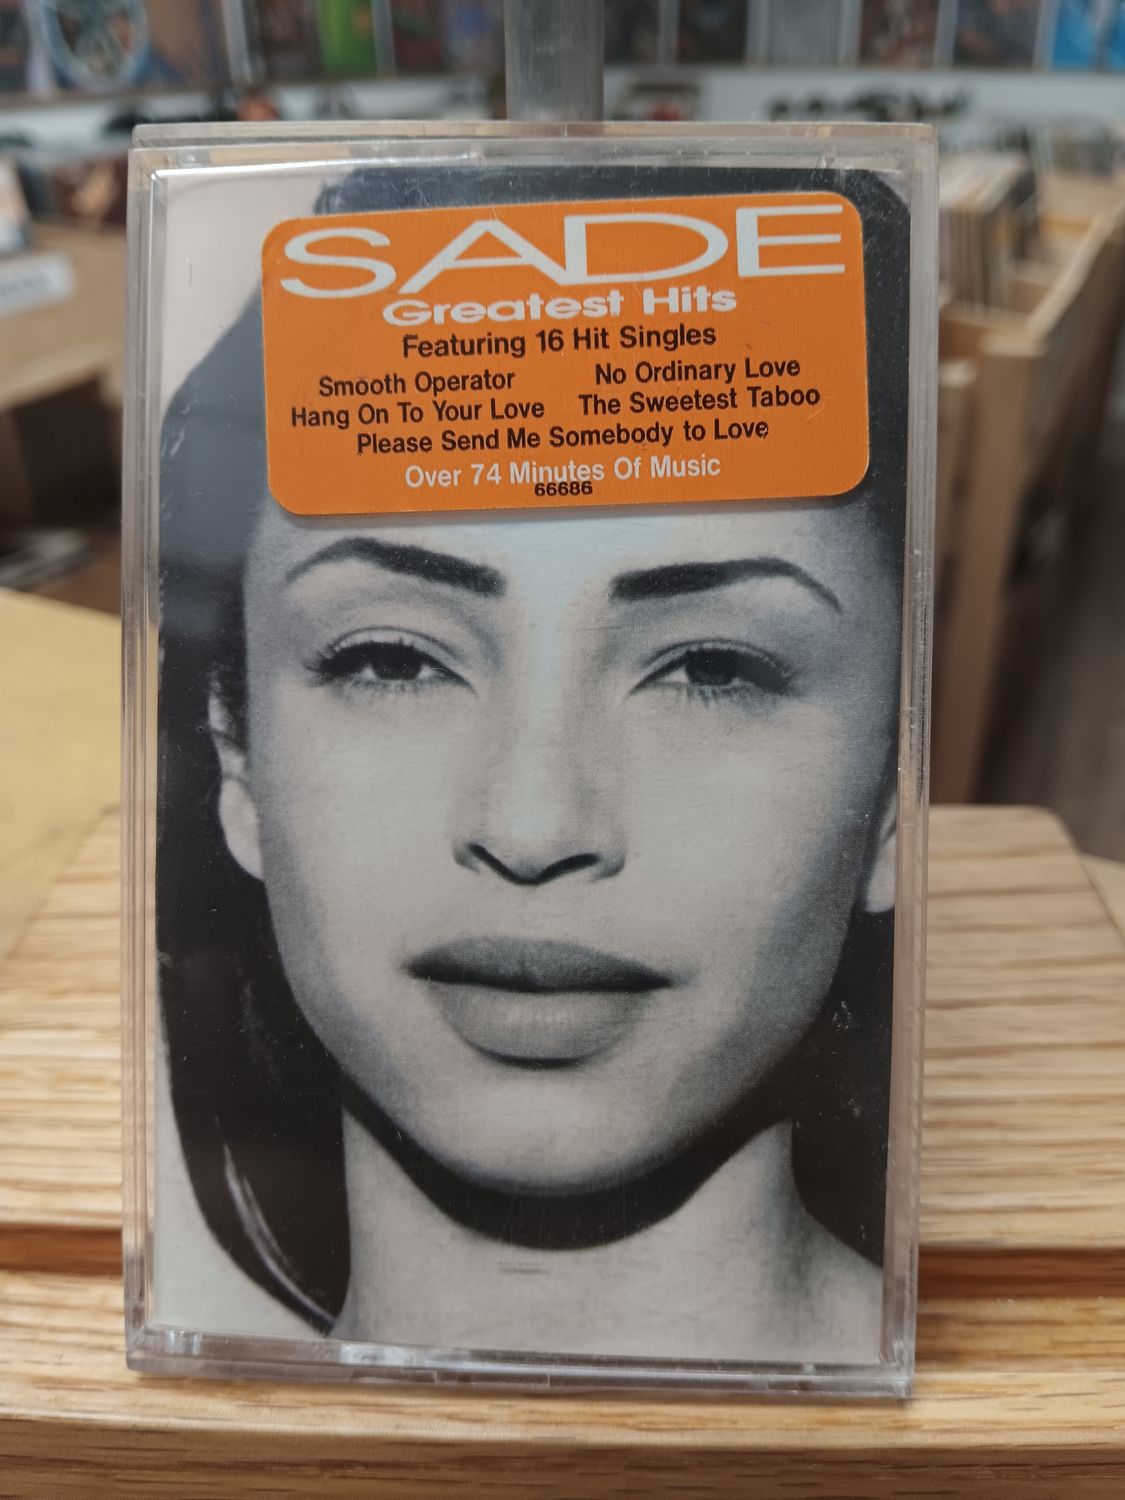 SADE
Greatest Hits
Featuring 16 Hit Singles
Smooth Operator No Ordinary Love
Hang On To Your Love The Sweetest Taboo
Please Send Me Somebody to Love
Over 74 Minutes Of Music
66686